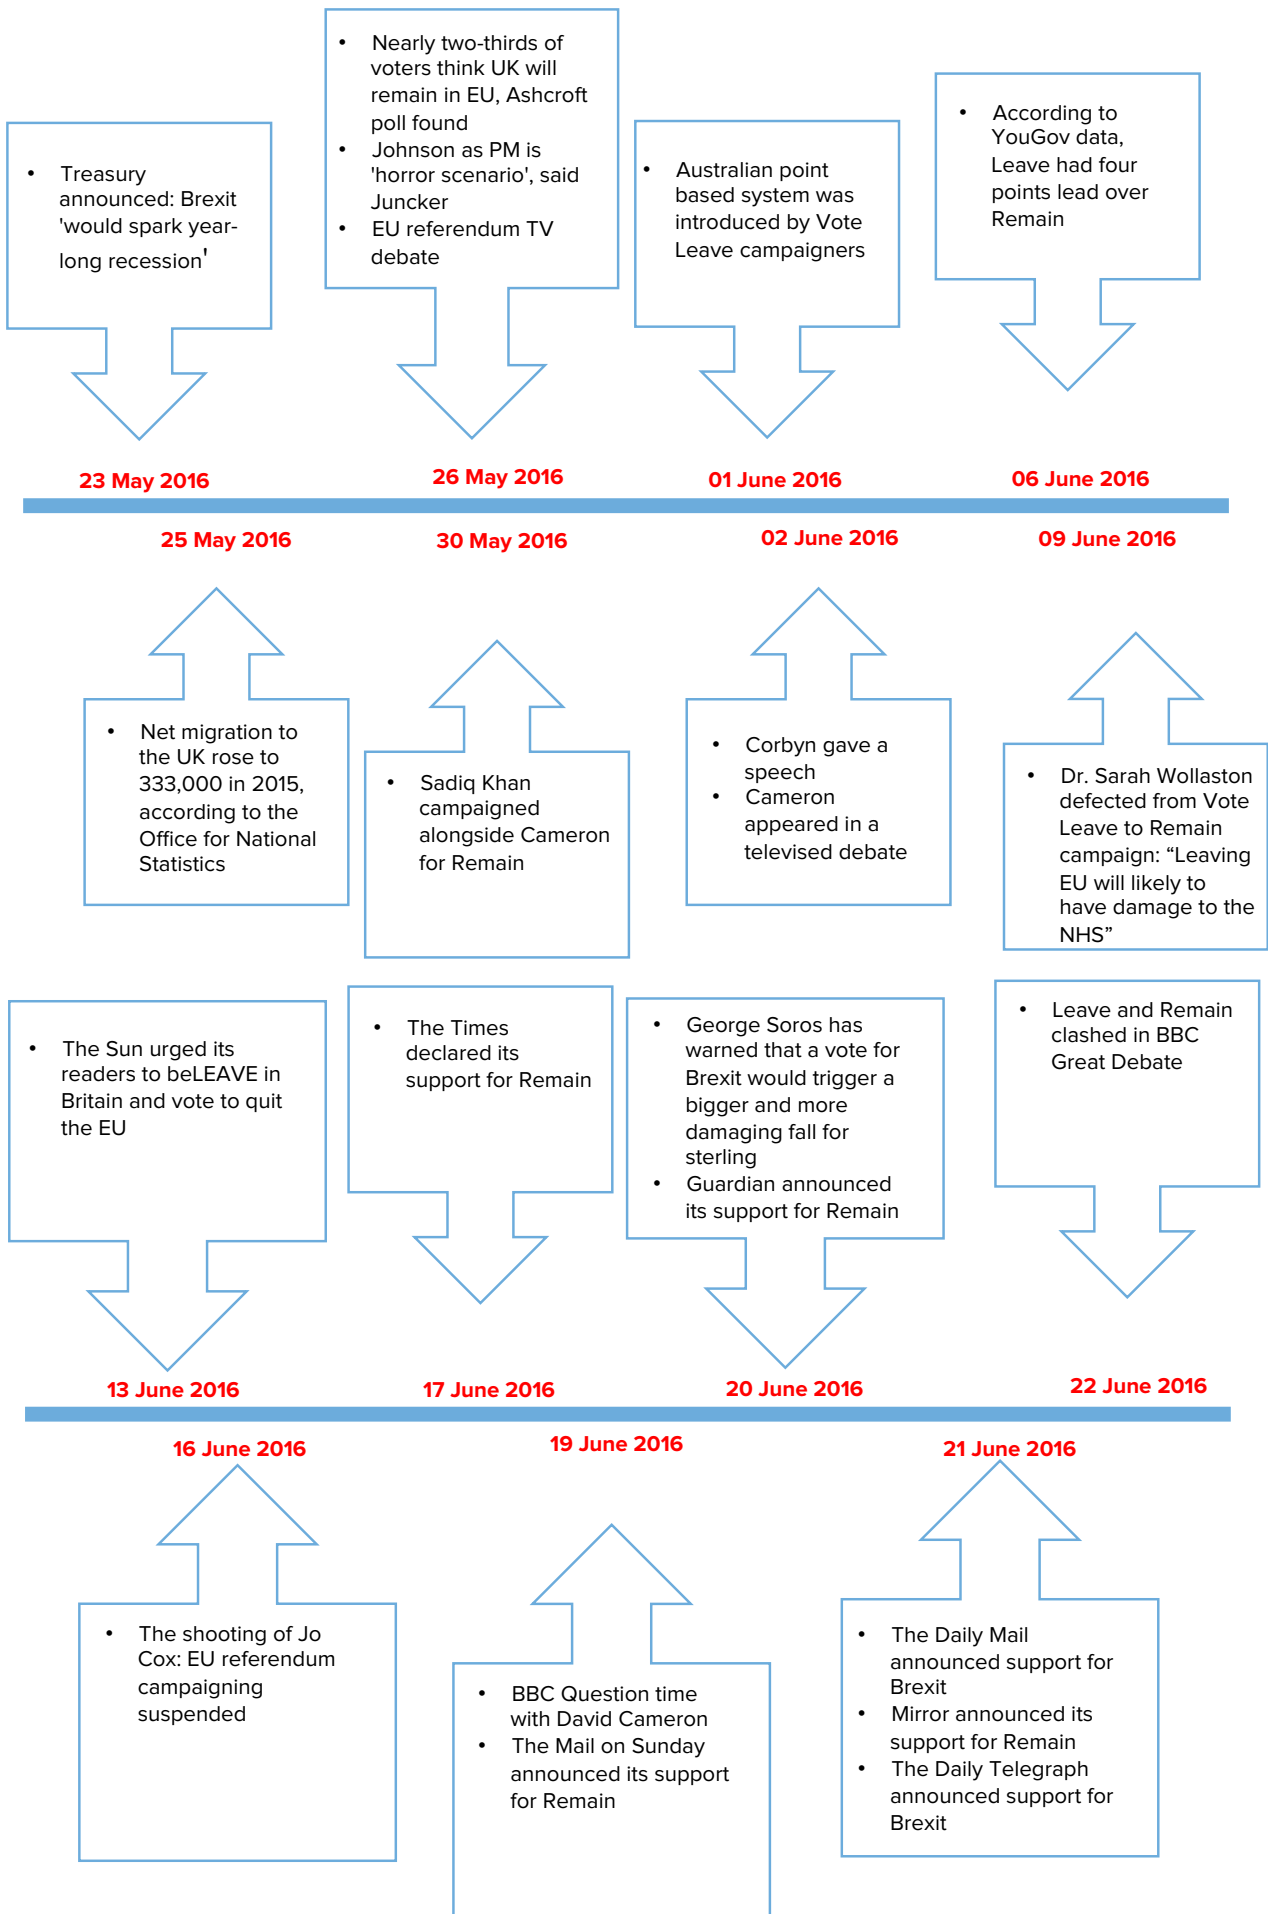 • Treasury
announced: Brexit
'would spark year-
long recession'
• Nearly two-thirds of
voters think UK will
remain in EU, Ashcroft
poll found
• Johnson as PM is
'horror scenario', said
Juncker
• EU referendum TV
debate
• Australian point
based system was
introduced by Vote
Leave campaigners
• According to
YouGov data,
Leave had four
points lead over
Remain
23 May 2016
26 May 2016
01 June 2016
06 June 2016
25 May 2016
30 May 2016
02 June 2016
09 June 2016
• Net migration to
the UK rose to
333,000 in 2015,
according to the
Office for National
Statistics
• Sadiq Khan
campaigned
alongside Cameron
for Remain
• Corbyn gave a
speech
• Cameron
appeared in a
televised debate
• Dr. Sarah Wollaston
defected from Vote
Leave to Remain
campaign: “Leaving
EU will likely to
have damage to the
NHS”
• The Sun urged its
readers to beLEAVE in
Britain and vote to quit
the EU
• The Times
declared its
support for Remain
• George Soros has
warned that a vote for
Brexit would trigger a
bigger and more
damaging fall for
sterling
• Guardian announced
its support for Remain
• Leave and Remain
clashed in BBC
Great Debate
13 June 2016
17 June 2016
20 June 2016
22 June 2016
16 June 2016
19 June 2016
21 June 2016
• The shooting of Jo
Cox: EU referendum
campaigning
suspended
• BBC Question time
with David Cameron
• The Mail on Sunday
announced its support
for Remain
• The Daily Mail
announced support for
Brexit
• Mirror announced its
support for Remain
• The Daily Telegraph
announced support for
Brexit